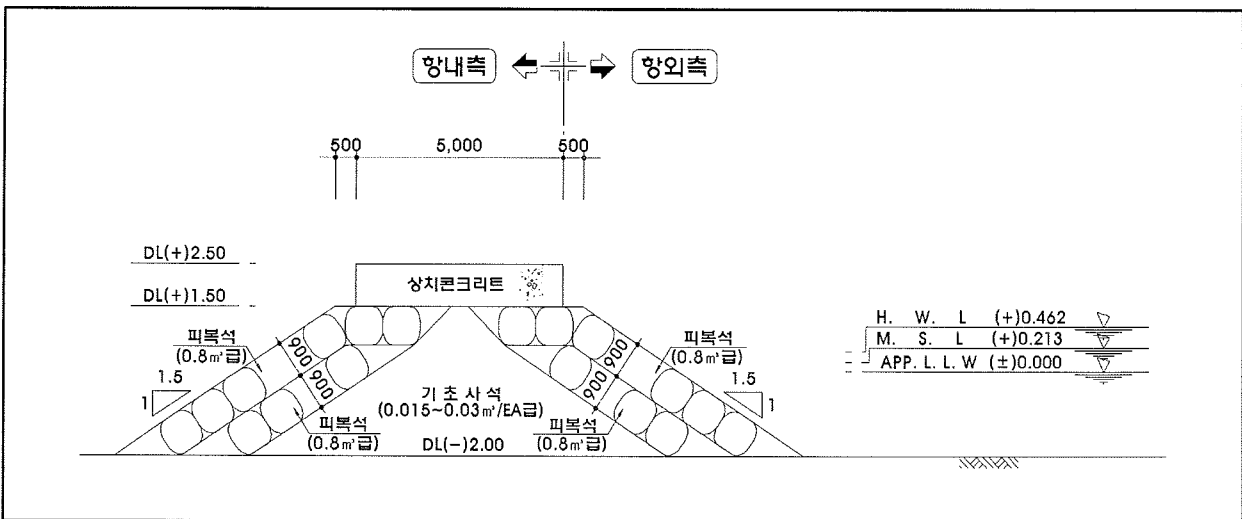 항내측 항외측
500 5,000 500
DL(+)2.50
상치콘크리트
DL(+)1.50
H. W. L (+)0.462
M. S. L (+)0.213
APP. L. L. W (±)0.000
피복석
(0.8㎥급)
900
900
피복석
(0.8㎥급)
900
900
1.5
1
1.5
1
기초사석
(0.015~0.03㎥/EA급)
피복석
(0.8㎥급)
피복석
(0.8㎥급)
DL(-)2.00